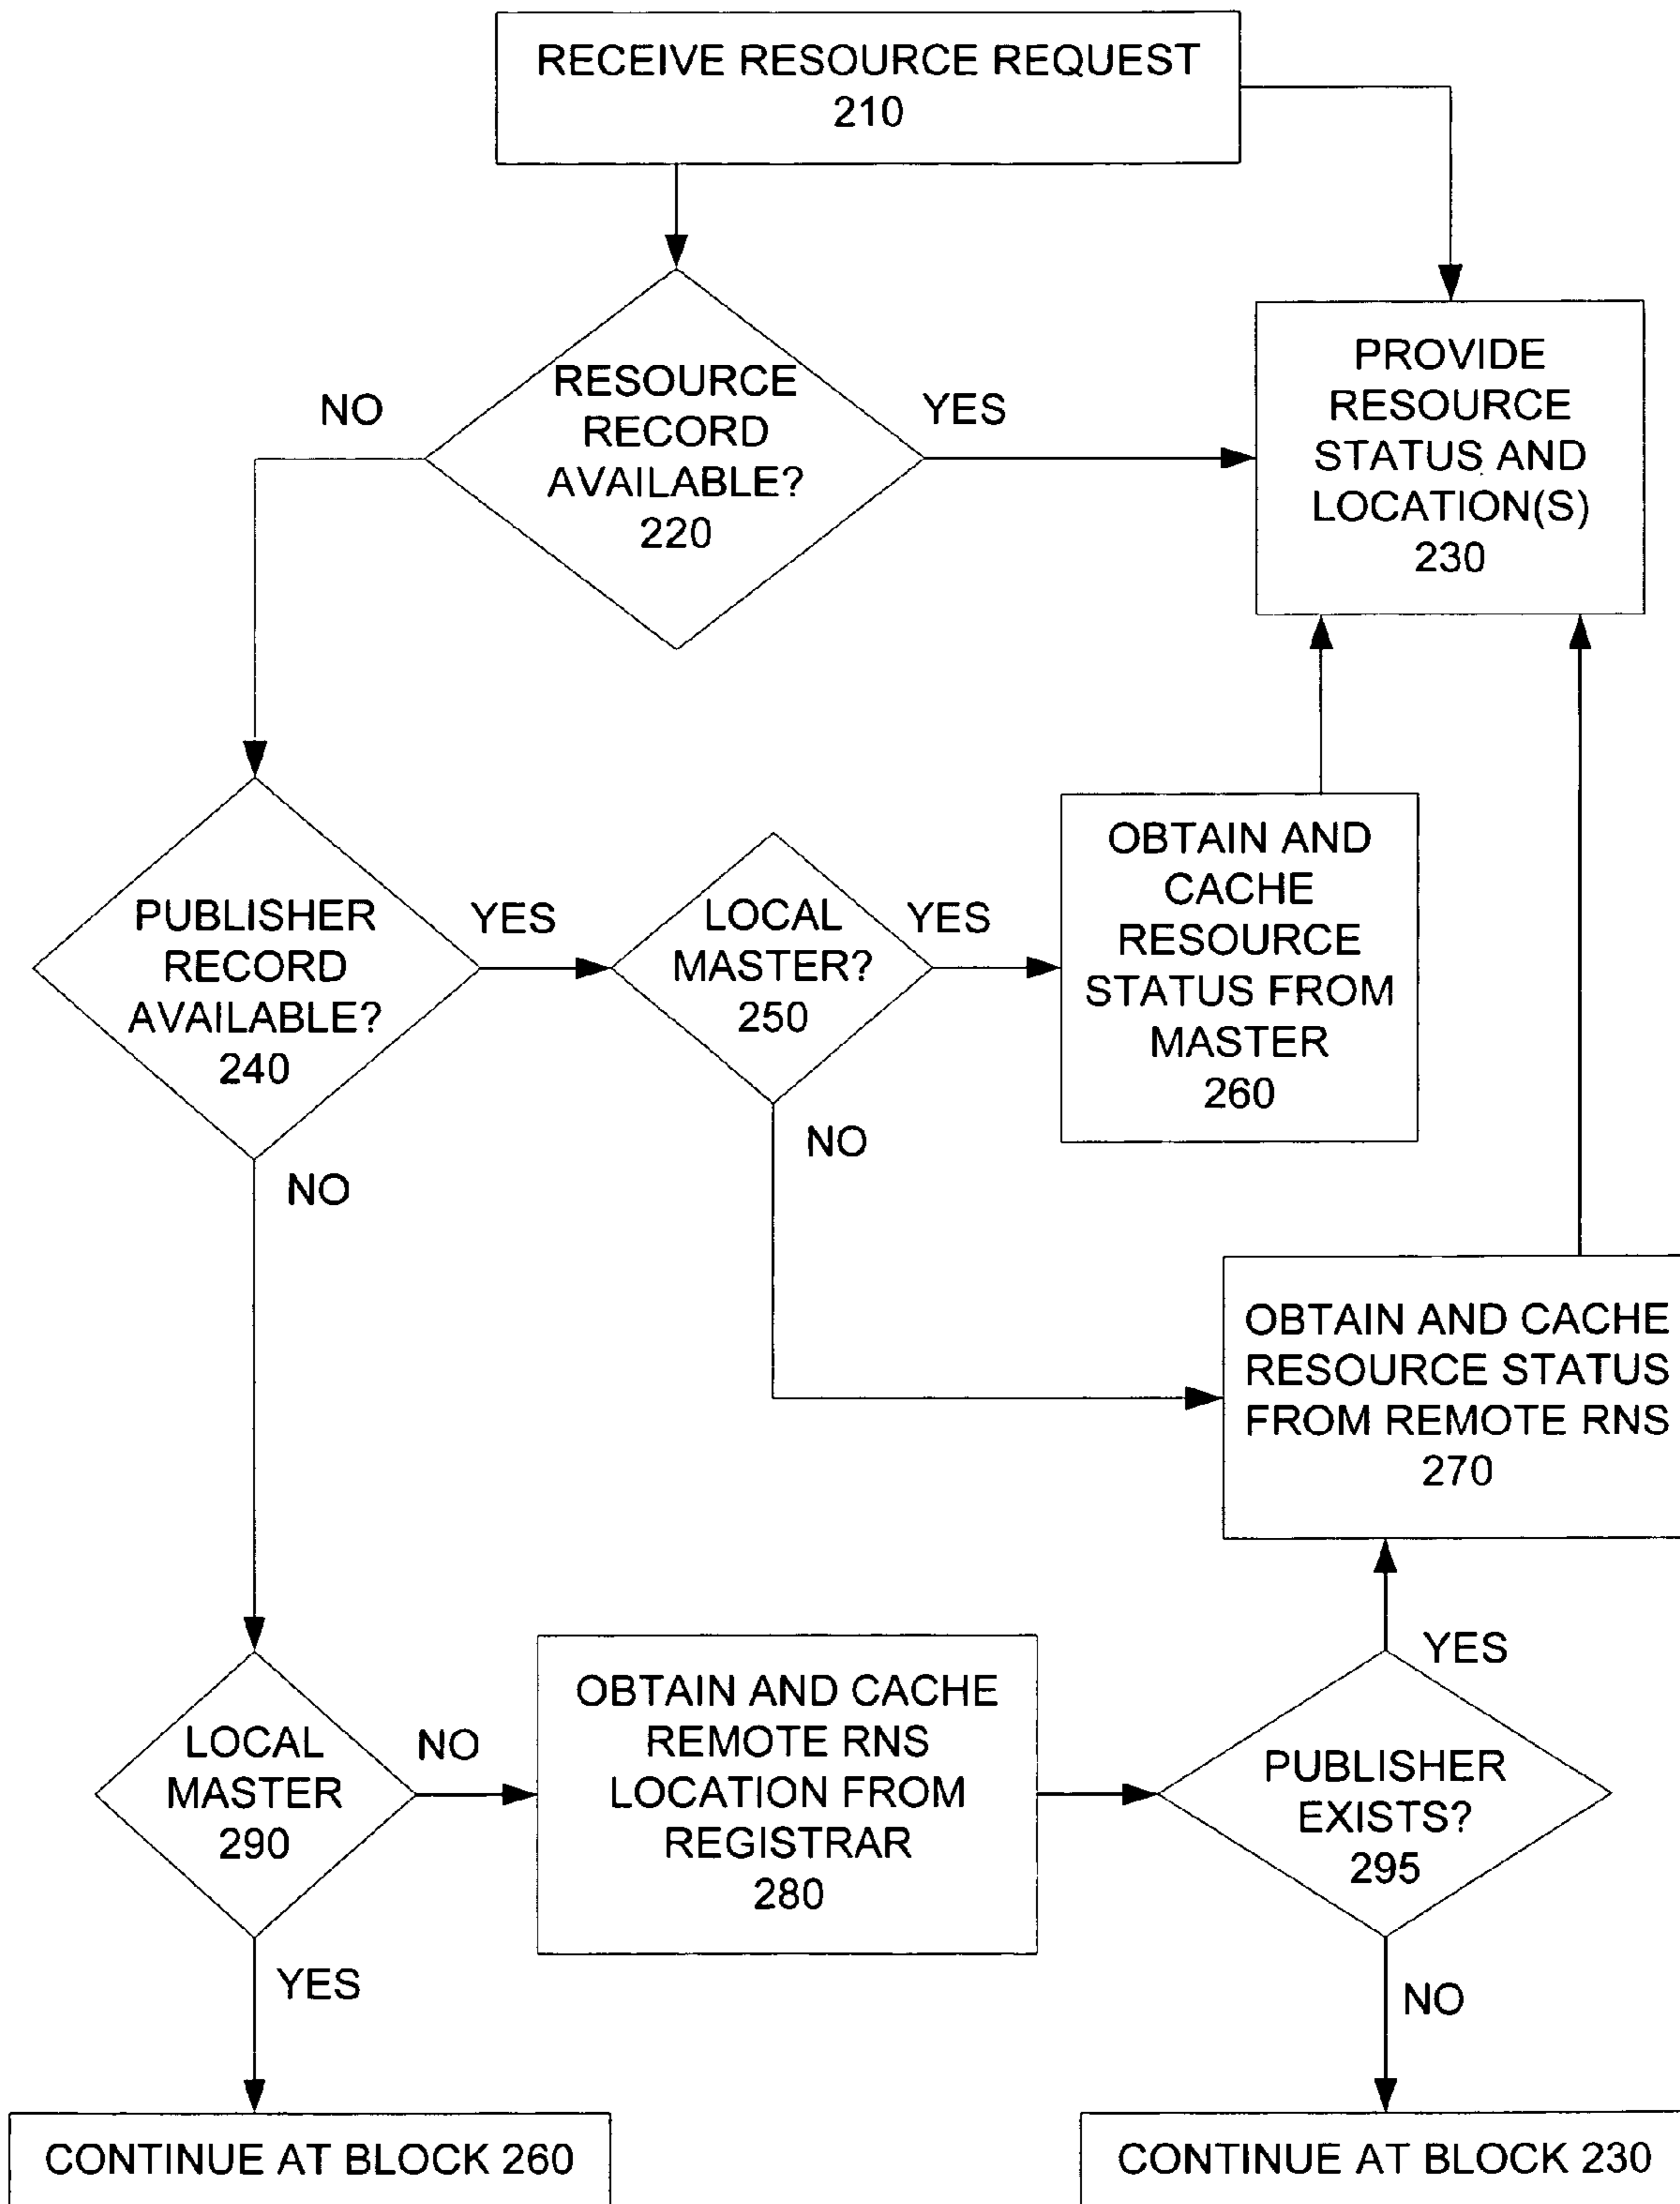 RECEIVE RESOURCE REQUEST
210
RESOURCE
RECORD
AVAILABLE?
220
NO
YES
PROVIDE
RESOURCE
STATUS AND
LOCATION(S)
230
PUBLISHER
RECORD
AVAILABLE?
240
YES
NO
LOCAL
MASTER?
250
YES
NO
OBTAIN AND
CACHE
RESOURCE
STATUS FROM
MASTER
260
OBTAIN AND CACHE
RESOURCE STATUS
FROM REMOTE RNS
270
LOCAL
MASTER
290
NO
YES
OBTAIN AND CACHE
REMOTE RNS
LOCATION FROM
REGISTRAR
280
PUBLISHER
EXISTS?
295
YES
NO
CONTINUE AT BLOCK 260
CONTINUE AT BLOCK 230